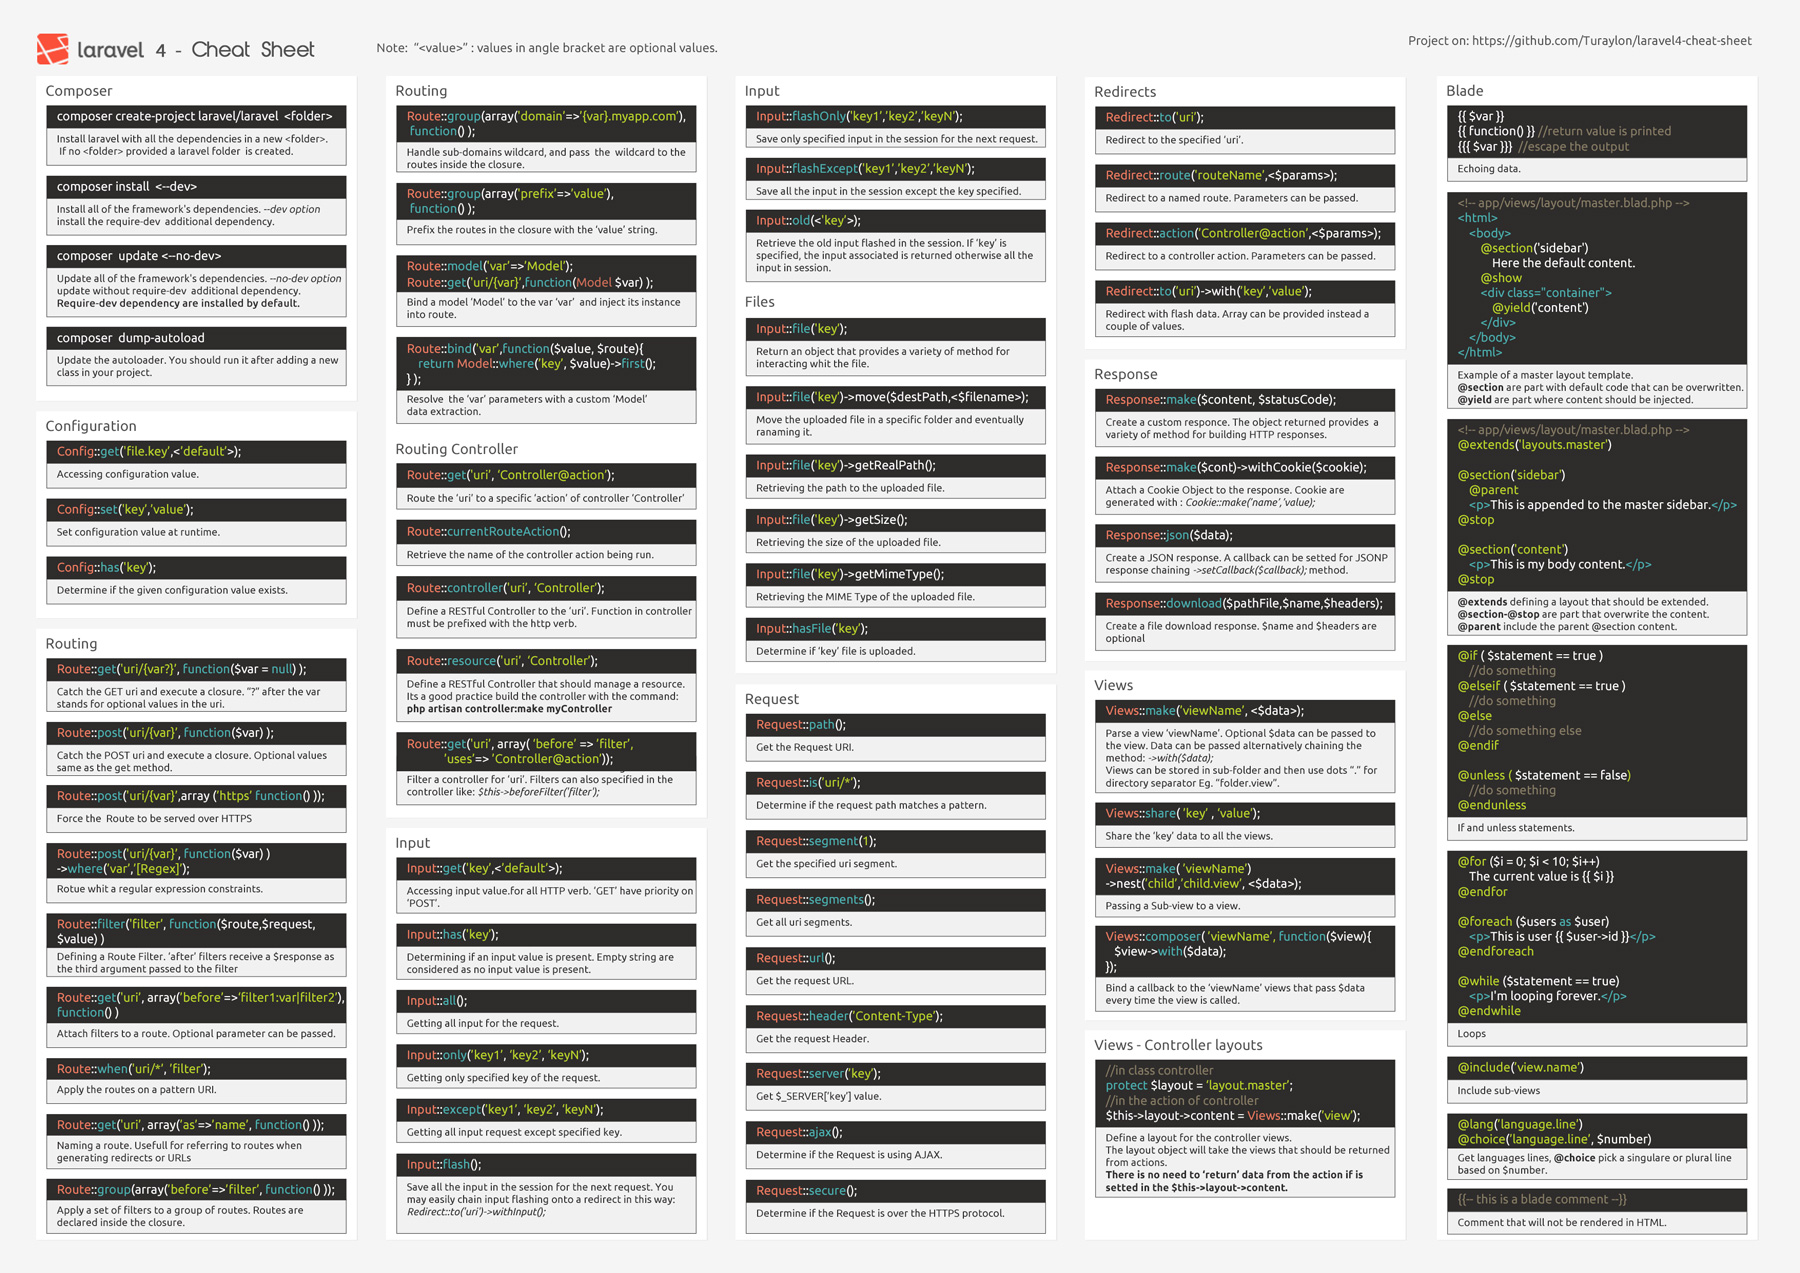 laravel 4 - Cheat Sheet
Note: "<value>" : values in angle bracket are optional values.
Project on: https://github.com/Turaylon/laravel4-cheat-sheet
Composer
composer create-project laravel/laravel <folder>
Install laravel with all the dependencies in a new <folder>.
If no <folder> provided a laravel folder is created.
composer install <--dev>
Install all of the framework's dependencies. --dev option
install the require-dev additional dependency.
composer update <--no-dev>
Update all of the framework's dependencies. --no-dev option
update without require-dev additional dependency.
Require-dev dependency are installed by default.
composer dump-autoload
Update the autoloader. You should run it after adding a new
class in your project.
Configuration
Config::get('file.key',<'default'>);
Accessing configuration value.
Config::set('key','value');
Set configuration value at runtime.
Config::has('key');
Determine if the given configuration value exists.
Routing
Route::get('uri/{var?}', function($var = null) );
Catch the GET uri and execute a closure. "?" after the var
stands for optional values in the uri.
Route::post('uri/{var}', function($var) );
Catch the POST uri and execute a closure. Optional values
same as the get method.
Route::post('uri/{var}',array ('https' function() ));
Force the Route to be served over HTTPS
Route::post('uri/{var}', function($var) )
->where('var','[Regex]');
Rotue whit a regular expression constraints.
Route::filter('filter', function($route,$request,
$value) )
Defining a Route Filter. 'after' filters receive a $response as
the third argument passed to the filter
Route::get('uri', array('before'=>'filter1:var|filter2'),
function() )
Attach filters to a route. Optional parameter can be passed.
Route::when('uri/*', 'filter');
Apply the routes on a pattern URI.
Route::get('uri', array('as'=>'name', function() ));
Naming a route. Usefull for referring to routes when
generating redirects or URLs
Route::group(array('before'=>'filter', function() ));
Apply a set of filters to a group of routes. Routes are
declared inside the closure.
Routing
Route::group(array('domain'=>'{var}.myapp.com'),
function() );
Handle sub-domains wildcard, and pass the wildcard to the
routes inside the closure.
Route::group(array('prefix'=>'value'),
function() );
Prefix the routes in the closure with the 'value' string.
Route::model('var'=>'Model');
Route::get('uri/{var}',function(Model $var) );
Bind a model 'Model' to the var 'var' and inject its instance
into route.
Route::bind('var',function($value, $route){
return Model::where('key', $value)->first();
} );
Resolve the 'var' parameters with a custom 'Model'
data extraction.
Routing Controller
Route::get('uri', 'Controller@action');
Route the 'uri' to a specific 'action' of controller 'Controller'
Route::currentRouteAction();
Retrieve the name of the controller action being run.
Route::controller('uri', 'Controller');
Define a RESTful Controller to the 'uri'. Function in controller
must be prefixed with the http verb.
Route::resource('uri', 'Controller');
Define a RESTful Controller that should manage a resource.
Its a good practice build the controller with the command:
php artisan controller:make myController
Route::get('uri', array( 'before' => 'filter',
'uses'=> 'Controller@action'));
Filter a controller for 'uri'. Filters can also specified in the
controller like: $this->beforeFilter('filter');
Input
Input::get('key',<'default'>);
Accessing input value.for all HTTP verb. 'GET' have priority on
'POST'.
Input::has('key');
Determining if an input value is present. Empty string are
considered as no input value is present.
Input::all();
Getting all input for the request.
Input::only('key1', 'key2', 'keyN');
Getting only specified key of the request.
Input::except('key1', 'key2', 'keyN');
Getting all input request except specified key.
Input::flash();
Save all the input in the session for the next request. You
may easily chain input flashing onto a redirect in this way:
Redirect::to('uri')->withInput();
Input
Input::flashOnly('key1','key2','keyN');
Save only specified input in the session for the next request.
Input::flashExcept('key1','key2','keyN');
Save all the input in the session except the key specified.
Input::old(<'key'>);
Retrieve the old input flashed in the session. If 'key' is
specified, the input associated is returned otherwise all the
input in session.
Files
Input::file('key');
Return an object that provides a variety of method for
interacting whit the file.
Input::file('key')->move($destPath,<$filename>);
Move the uploaded file in a specific folder and eventually
ranaming it.
Input::file('key')->getRealPath();
Retrieving the path to the uploaded file.
Input::file('key')->getSize();
Retrieving the size of the uploaded file.
Input::file('key')->getMimeType();
Retrieving the MIME Type of the uploaded file.
Input::hasFile('key');
Determine if 'key' file is uploaded.
Request
Request::path();
Get the Request URI.
Request::is('uri/*');
Determine if the request path matches a pattern.
Request::segment(1);
Get the specified uri segment.
Request::segments();
Get all uri segments.
Request::url();
Get the request URL.
Request::header('Content-Type');
Get the request Header.
Request::server('key');
Get $_SERVER['key'] value.
Request::ajax();
Determine if the Request is using AJAX.
Request::secure();
Determine if the Request is over the HTTPS protocol.
Redirects
Redirect::to('uri');
Redirect to the specified 'uri'.
Redirect::route('routeName',<$params>);
Redirect to a named route. Parameters can be passed.
Redirect::action('Controller@action',<$params>);
Redirect to a controller action. Parameters can be passed.
Redirect::to('uri')->with('key','value');
Redirect with flash data. Array can be provided instead a
couple of values.
Response
Response::make($content, $statusCode);
Create a custom responce. The object returned provides a
variety of method for building HTTP responses.
Response::make($cont)->withCookie($cookie);
Attach a Cookie Object to the response. Cookie are
generated with : Cookie::make('name', 'value);
Response::json($data);
Create a JSON response. A callback can be setted for JSONP
response chaining ->setCallback($callback); method.
Response::download($pathFile,$name,$headers);
Create a file download response. $name and $headers are
optional
Views
Views::make('viewName', <$data>);
Parse a view 'viewName'. Optional $data can be passed to
the view. Data can be passed alternatively chaining the
method: ->with($data);
Views can be stored in sub-folder and then use dots "." for
directory separator Eg. "folder.view".
Views::share( 'key' , 'value');
Share the 'key' data to all the views.
Views::make( 'viewName')
->nest('child','child.view', <$data>);
Passing a Sub-view to a view.
Views::composer( 'viewName', function($view){
$view->with($data);
});
Bind a callback to the 'viewName' views that pass $data
every time the view is called.
Views - Controller layouts
//in class controller
protect $layout = 'layout.master';
//in the action of controller
$this->layout->content = Views::make('view');
Define a layout for the controller views.
The layout object will take the views that should be returned
from actions.
There is no need to 'return' data from the action if is
setted in the $this->layout->content.
Blade
{{ $var }}
{{ function() }} //return value is printed
{{{ $var }}} //escape the output
Echoing data.
<!-- app/views/layout/master.blad.php -->
<html>
<body>
@section('sidebar')
Here the default content.
@show
<div class="container">
@yield('content')
</div>
</body>
</html>
Example of a master layout template.
@section are part with default code that can be overwritten.
@yield are part where content should be injected.
<!-- app/views/layout/master.blad.php -->
@extends('layouts.master')
@section('sidebar')
@parent
<p>This is appended to the master sidebar.</p>
@stop
@section('content')
<p>This is my body content.</p>
@stop
@extends defining a layout that should be extended.
@section-@stop are part that overwrite the content.
@parent include the parent @section content.
@if ( $statement == true )
//do something
@elseif ( $statement == true )
//do something
@else
//do something else
@endif
@unless ( $statement == false)
//do something
@endunless
If and unless statements.
@for ($i = 0; $i < 10; $i++)
The current value is {{ $i }}
@endfor
@foreach ($users as $user)
<p>This is user {{ $user->id }}</p>
@endforeach
@while ($statement == true)
<p>I'm looping forever.</p>
@endwhile
Loops
@include('view.name')
Include sub-views
@lang('language.line')
@choice('language.line', $number)
Get languages lines, @choice pick a singulare or plural line
based on $number.
{{-- this is a blade comment --}}
Comment that will not be rendered in HTML.